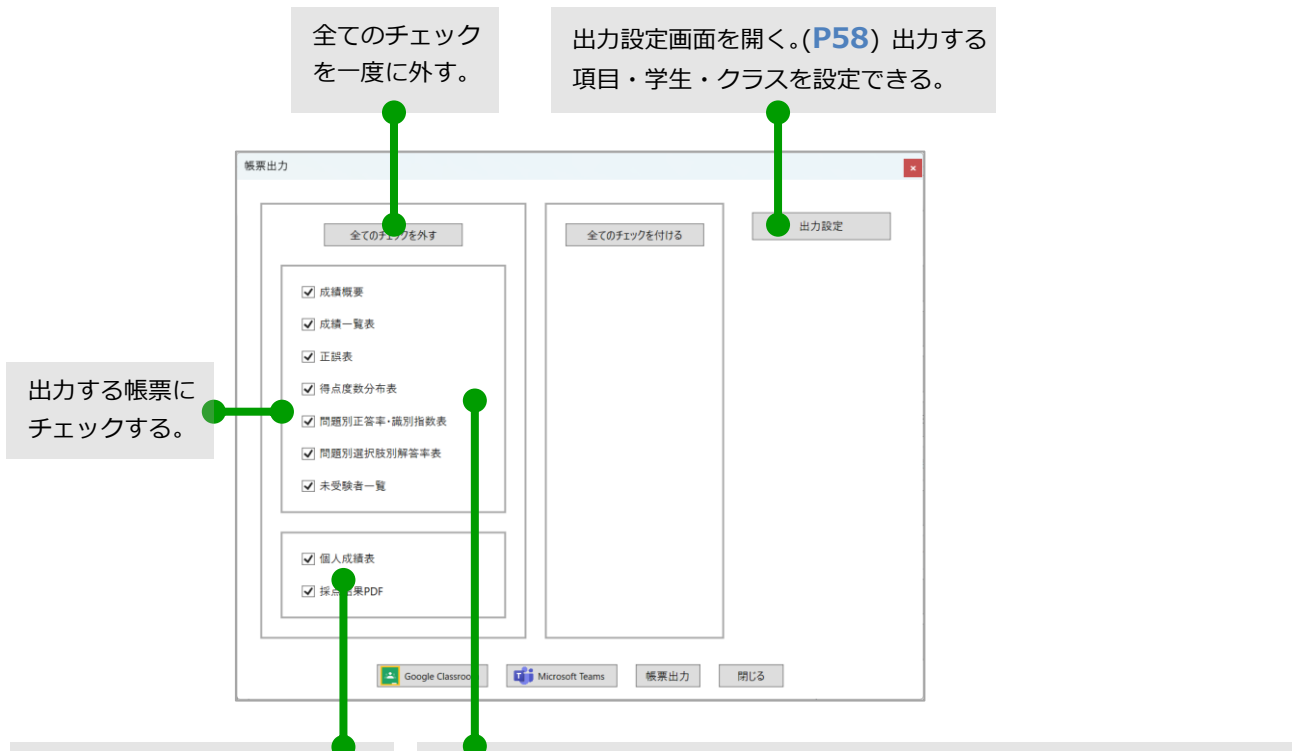 全てのチェック
を一度に外す。
出力設定画面を開く。(P58) 出力する
項目・学生・クラスを設定できる。
帳票出力
全てのチェックを外す
全てのチェックを付ける
出力設定
成績概要
成績一覧表
正誤表
得点度数分布表
問題別正答率・識別指数表
問題別選択肢別解答率表
未受験者一覧
出力する帳票に
チェックする。
個人成績表
採点結果PDF
Google Classroom
Microsoft Teams
帳票出力
閉じる